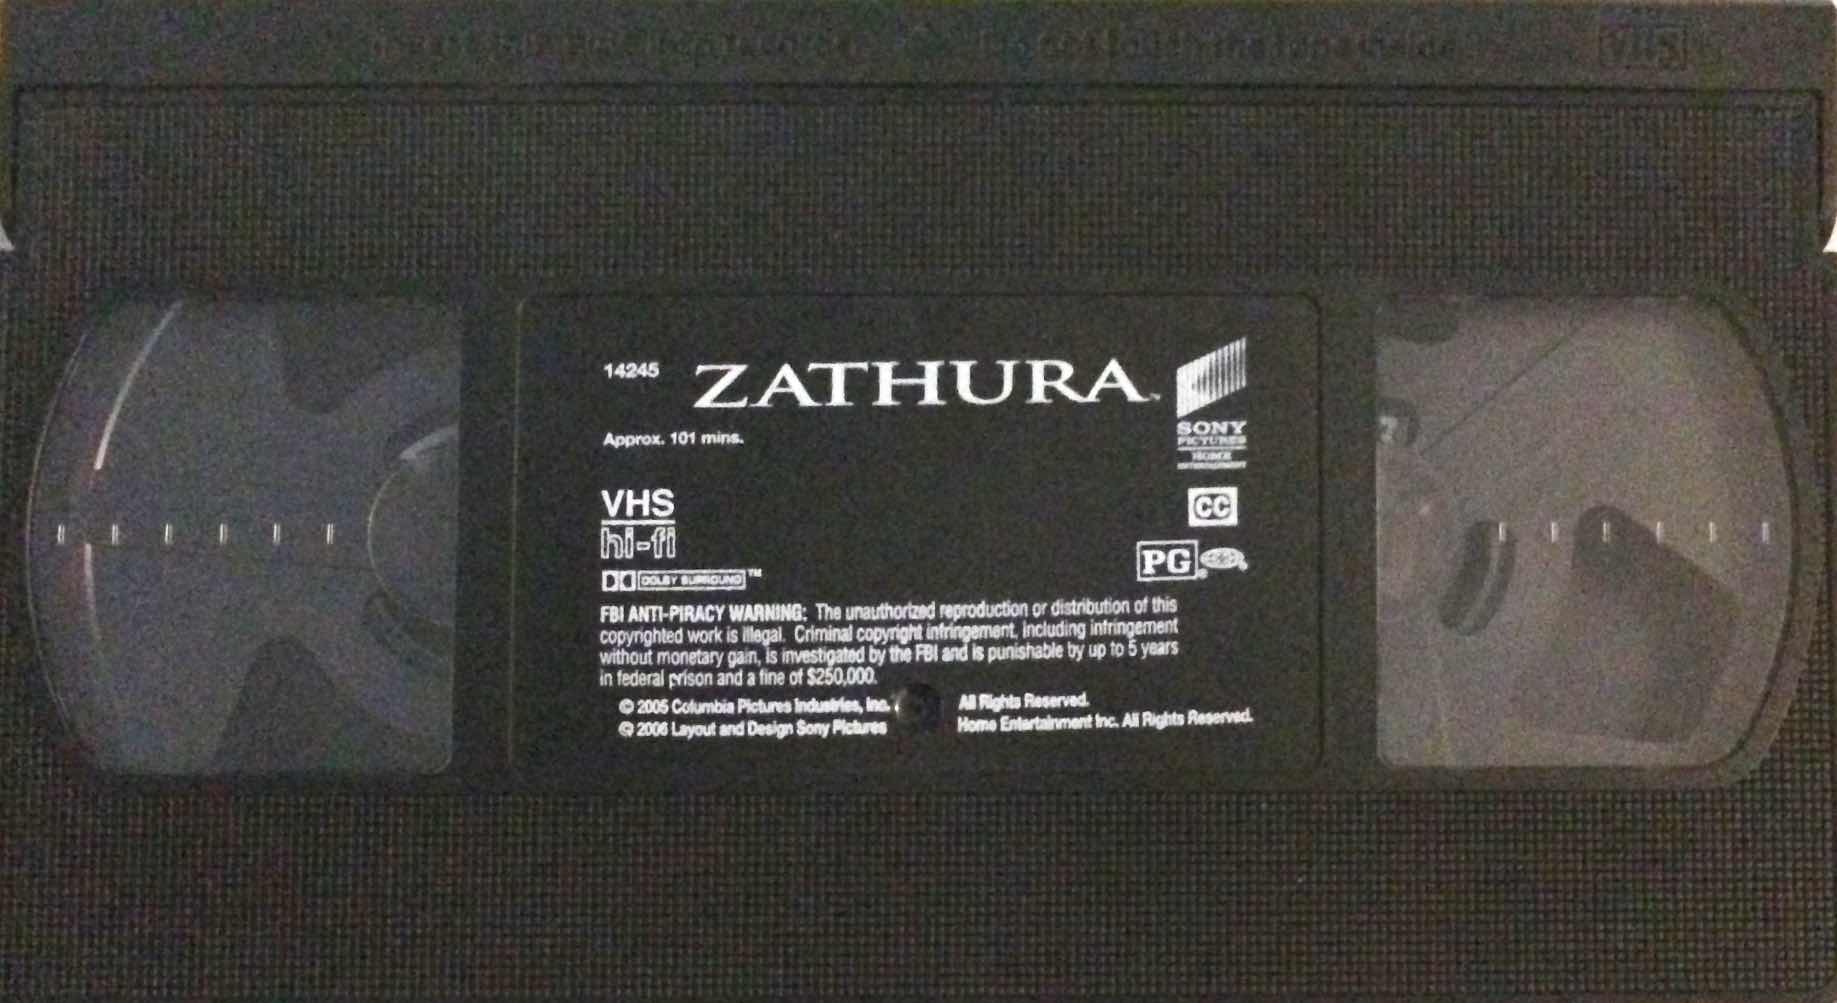 VHS
14245 ZATHURA
Approx. 101 mins.
SONY
PICTURES
HOME
ENTERTAINMENT
VHS
hi-fi
CC
PG
DOLBY SURROUND™
FBI ANTI-PIRACY WARNING: The unauthorized reproduction or distribution of this
copyrighted work is illegal. Criminal copyright infringement, including infringement
without monetary gain, is investigated by the FBI and is punishable by up to 5 years
in federal prison and a fine of $250,000.
© 2005 Columbia Pictures Industries, Inc. All Rights Reserved.
© 2006 Layout and Design Sony Pictures Home Entertainment Inc. All Rights Reserved.